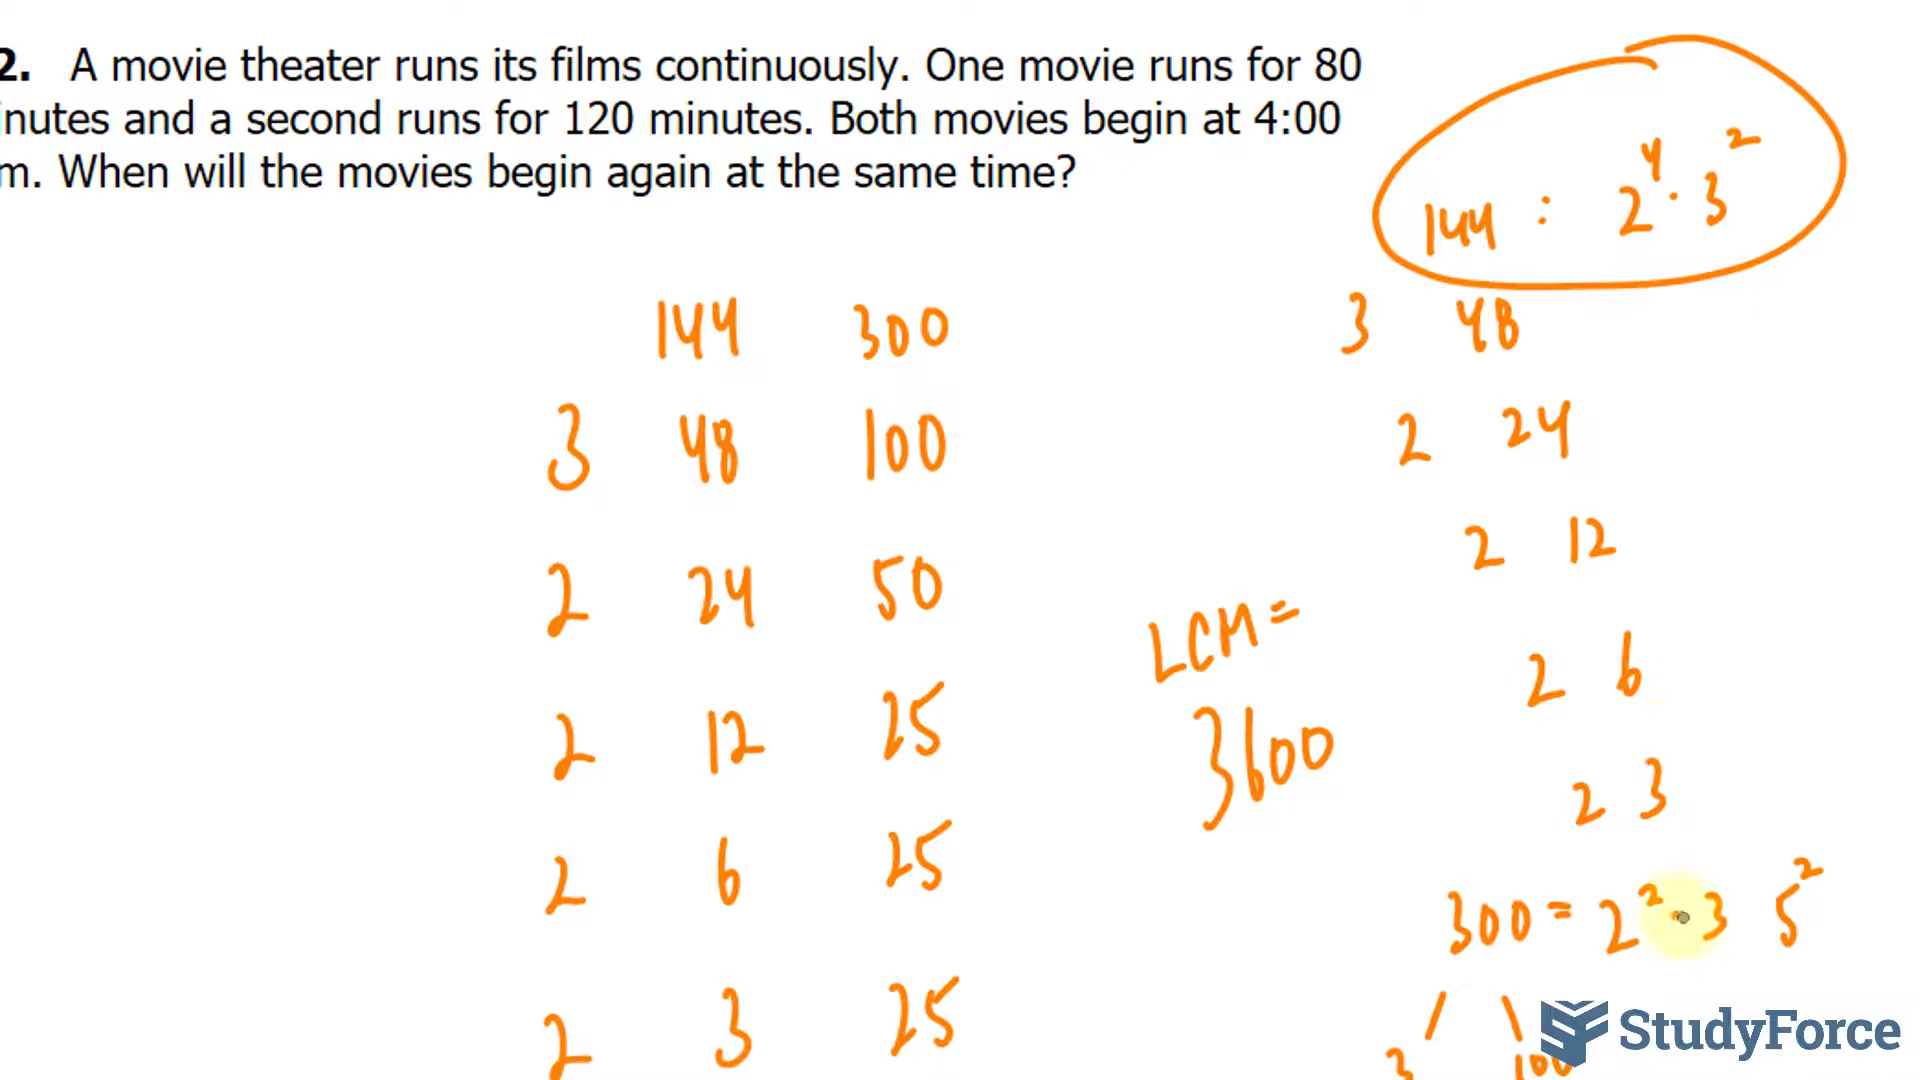 2. A movie theater runs its films continuously. One movie runs for 80
inutes and a second runs for 120 minutes. Both movies begin at 4:00
m. When will the movies begin again at the same time?
144 : 2⁴ · 3²
144 300
3 48 100
2 24 50
2 12 25
2 6 25
2 3 25
3 48
2 24
2 12
2 6
2 3
LCM =
3600
300 = 2² · 3 5²
3 100
StudyForce